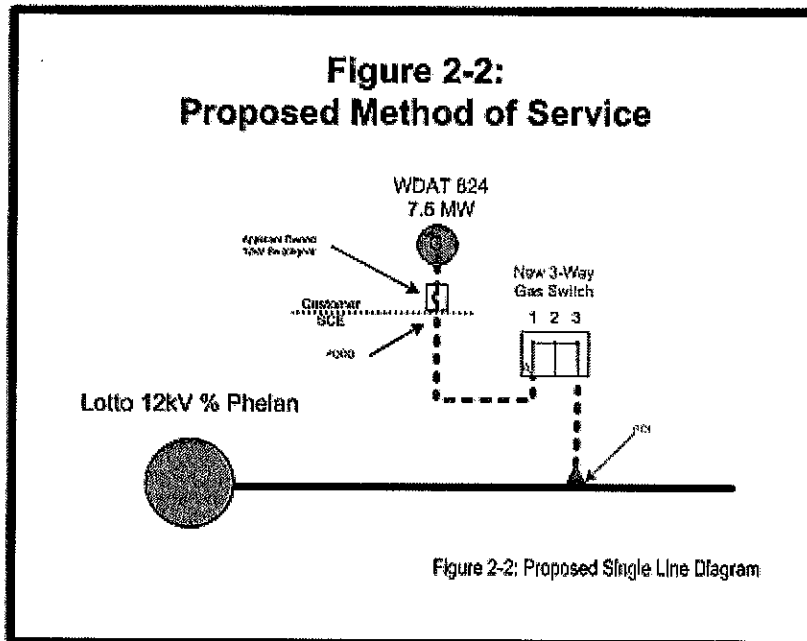 Figure 2-2:
Proposed Method of Service
WDAT 824
7.6 MW
G
New 3-Way
Gas Switch
1 2 3
Customer
SCE
Lotto 12kV % Phelan
Figure 2-2: Proposed Single Line Diagram